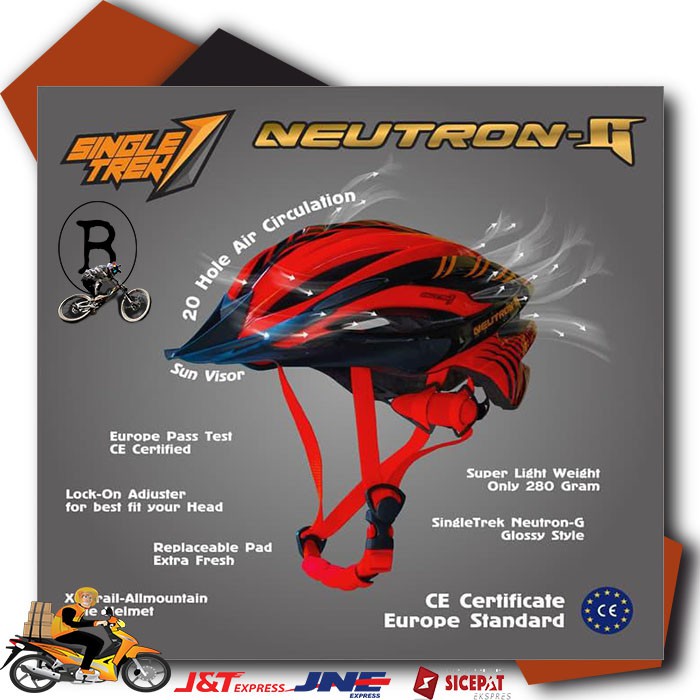 SINGLE
TREK
NEUTRON-G
20 Hole Air Circulation
B
NEUTRON-G
Sun Visor
Europe Pass Test
CE Certified
Lock-On Adjuster
for best fit your Head
Replaceable Pad
Extra Fresh
Super Light Weight
Only 280 Gram
SingleTrek Neutron-G
Glossy Style
Allmountain
Helmet
CE Certificate
Europe Standard
CE
J&T EXPRESS
JNE
EXPRESS
SICEPAT
EKSPRES